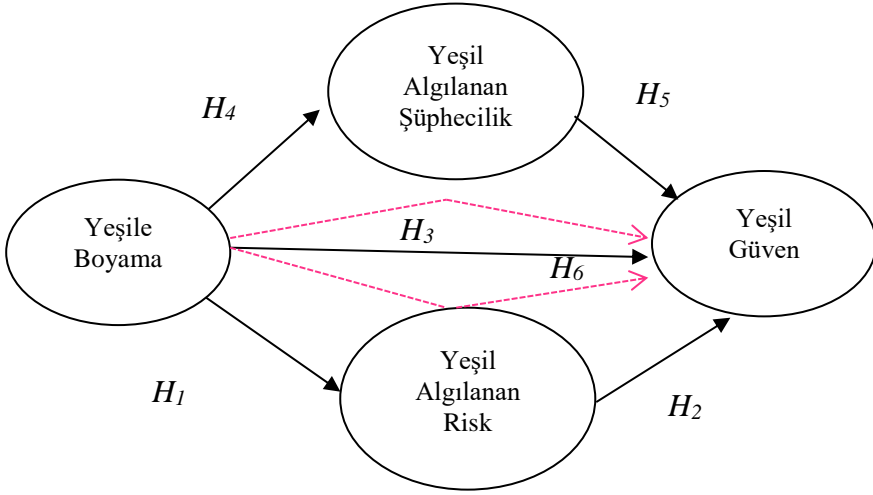 Yeşil
Algılanan
Şüphecilik
H4
H5
Yeşile
Boyama
H3
H6
Yeşil
Güven
H1
Yeşil
Algılanan
Risk
H2